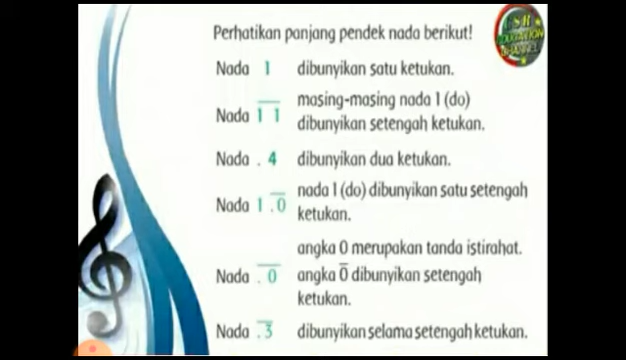 Perhatikan panjang pendek nada berikut!
Nada 1 dibunyikan satu ketukan.
Nada 1̅ 1̅ masing-masing nada 1 (do)
dibunyikan setengah ketukan.
Nada . 4 dibunyikan dua ketukan.
Nada 1 .̅0̅ nada 1 (do) dibunyikan satu setengah
ketukan.
angka 0 merupakan tanda istirahat.
Nada .̅ 0̅ angka 0̅ dibunyikan setengah
ketukan.
Nada .̅3̅ dibunyikan selama setengah ketukan.
EDUCATION